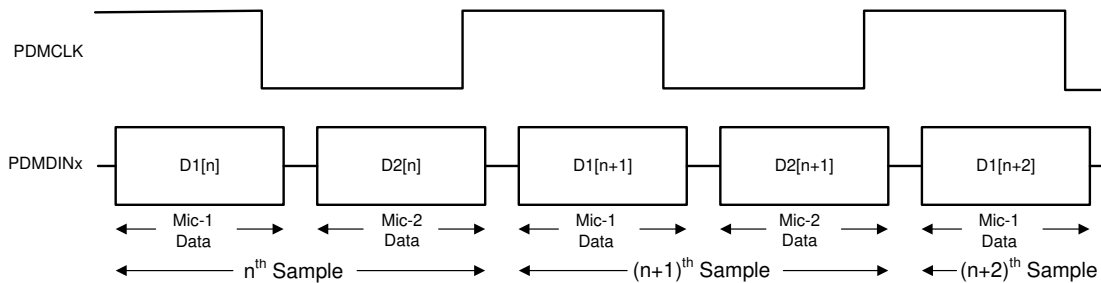 PDMCLK
PDMDINx
D1[n]
D2[n]
D1[n+1]
D2[n+1]
D1[n+2]
Mic-1
Data
Mic-2
Data
Mic-1
Data
Mic-2
Data
Mic-1
Data
nth Sample
(n+1)th Sample
(n+2)th Sample